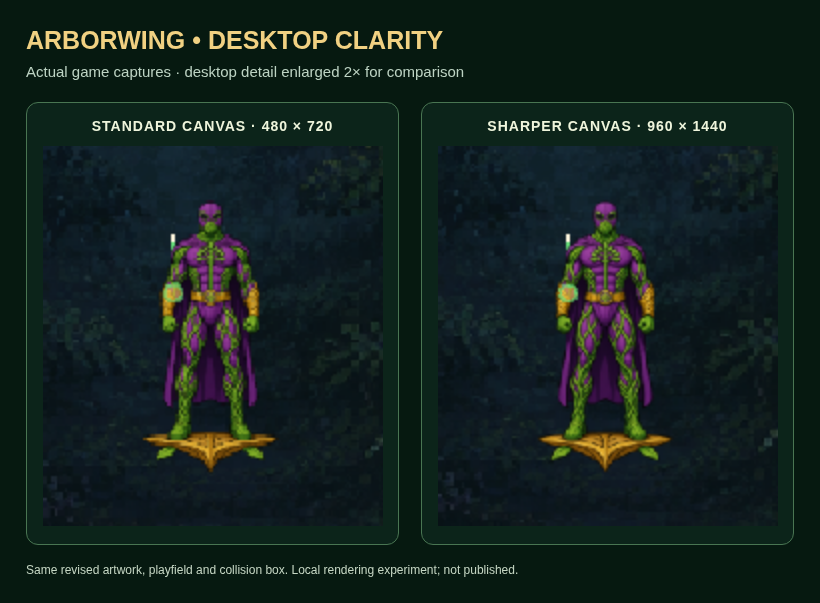 ARBORWING • DESKTOP CLARITY
Actual game captures · desktop detail enlarged 2× for comparison
STANDARD CANVAS · 480 × 720
SHARPER CANVAS · 960 × 1440
Same revised artwork, playfield and collision box. Local rendering experiment; not published.